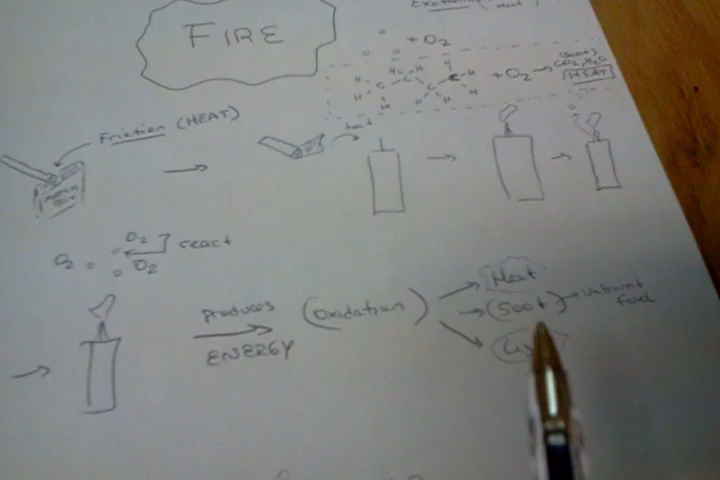 FIRE
+ O2
H H H
C C C H
H H H H
+ O2 → CO2, H2O
HEAT
Friction (HEAT)
heat
O2 react
O2 O2
produces
ENERGY
(Oxidation)
Heat
(Soot) → unburnt
fuel